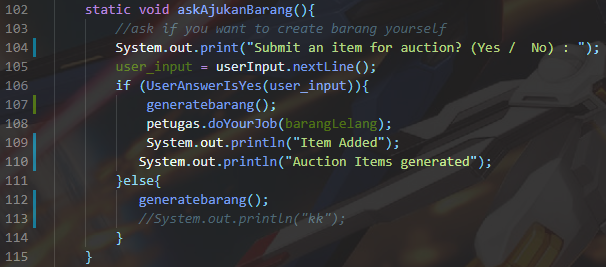 102 static void askAjukanBarang(){
103 //ask if you want to create barang yourself
104 System.out.print("Submit an item for auction? (Yes /  No) : ");
105 user_input = userInput.nextLine();
106 if (UserAnswerIsYes(user_input)){
107 generatebarang();
108 petugas.doYourJob(barangLelang);
109 System.out.println("Item Added");
110 System.out.println("Auction Items generated");
111 }else{
112 generatebarang();
113 //System.out.println("kk");
114 }
115 }